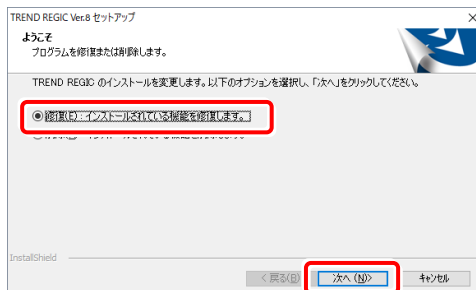 TREND REGIC Ver.8 セットアップ
ようこそ
プログラムを修復または削除します。
TREND REGIC のインストールを変更します。以下のオプションを選択し、「次へ」をクリックしてください。
修復(E) : インストールされている機能を修復します。
InstallShield
< 戻る(B) 次へ (N)> キャンセル